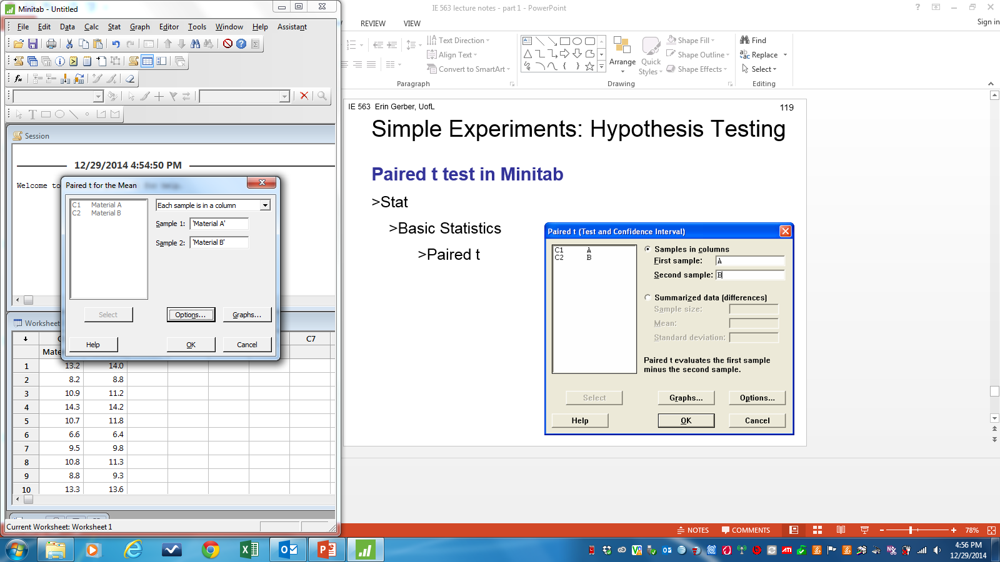 Minitab - Untitled
File Edit Data Calc Stat Graph Editor Tools Window Help Assistant
Session
12/29/2014 4:54:50 PM
Welcome to
Paired t for the Mean
C1 Material A
C2 Material B
Each sample is in a column
Sample 1: 'Material A'
Sample 2: 'Material B'
Select
Options...
Graphs...
Help
OK
Cancel
Worksheet
C7
1 13.2 14.0
2 8.2 8.8
3 10.9 11.2
4 14.3 14.2
5 10.7 11.8
6 6.6 6.4
7 9.5 9.8
8 10.8 11.3
9 8.8 9.3
10 13.3 13.6
Current Worksheet: Worksheet 1
IE 563 lecture notes - part 1 - PowerPoint
Sign in
REVIEW VIEW
Text Direction
Align Text
Convert to SmartArt
Paragraph
Arrange
Quick
Styles
Shape Fill
Shape Outline
Shape Effects
Drawing
Find
Replace
Select
Editing
IE 563 Erin Gerber, UofL
119
Simple Experiments: Hypothesis Testing
Paired t test in Minitab
>Stat
>Basic Statistics
>Paired t
Paired t (Test and Confidence Interval)
C1 A
C2 B
Samples in columns
First sample: A
Second sample: B
Summarized data (differences)
Sample size:
Mean:
Standard deviation:
Paired t evaluates the first sample
minus the second sample.
Select
Graphs...
Options...
Help
OK
Cancel
NOTES
COMMENTS
78%
4:56 PM
12/29/2014